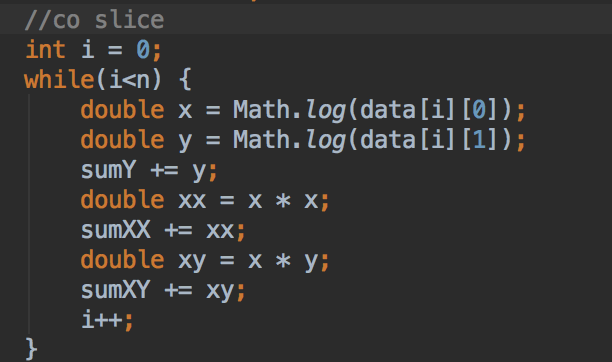 //co slice
int i = 0;
while(i<n) {
    double x = Math.log(data[i][0]);
    double y = Math.log(data[i][1]);
    sumY += y;
    double xx = x * x;
    sumXX += xx;
    double xy = x * y;
    sumXY += xy;
    i++;
}